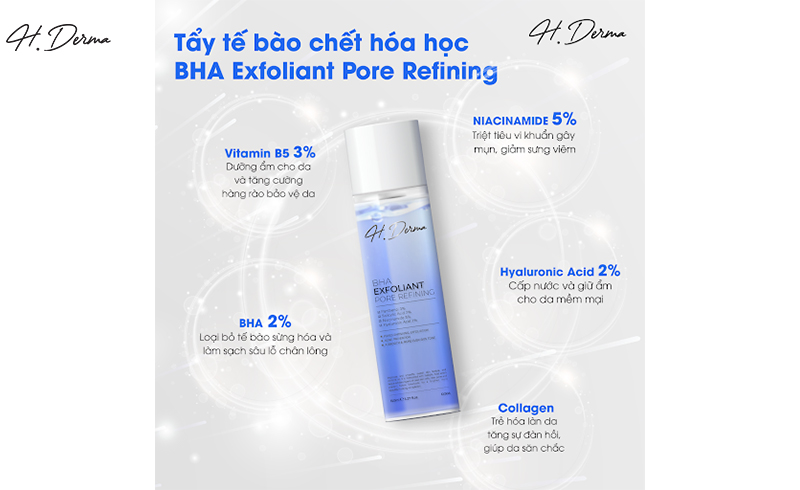 H. Derma
H. Derma
Tẩy tế bào chết hóa học
BHA Exfoliant Pore Refining
NIACINAMIDE 5%
Triệt tiêu vi khuẩn gây
mụn, giảm sưng viêm
Vitamin B5 3%
Dưỡng ẩm cho da
và tăng cường
hàng rào bảo vệ da
H. Derma
BHA
EXFOLIANT
PORE REFINING
Hyaluronic Acid 2%
Cấp nước và giữ ẩm
cho da mềm mại
BHA 2%
Loại bỏ tế bào sừng hóa và
làm sạch sâu lỗ chân lông
Collagen
Trẻ hóa làn da
tăng sự đàn hồi,
giúp da săn chắc